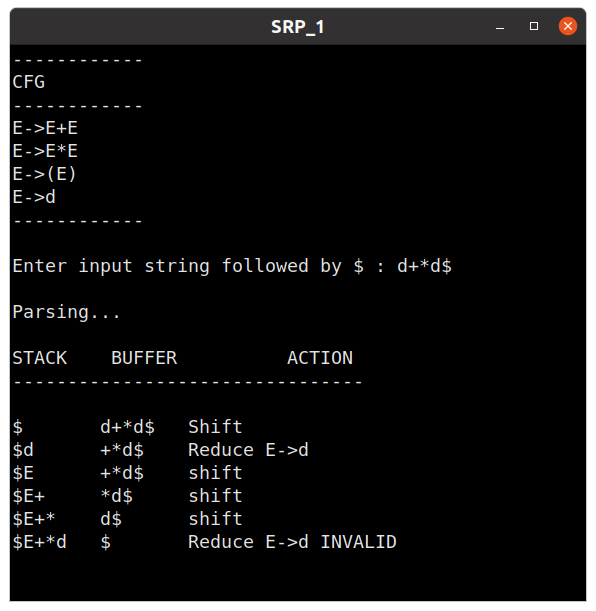 SRP_1
------------
CFG
------------
E->E+E
E->E*E
E->(E)
E->d
------------
Enter input string followed by $ : d+*d$
Parsing...
STACK    BUFFER          ACTION
--------------------------------
$       d+*d$   Shift
$d      +*d$    Reduce E->d
$E      +*d$    shift
$E+     *d$     shift
$E+*    d$      shift
$E+*d   $       Reduce E->d INVALID